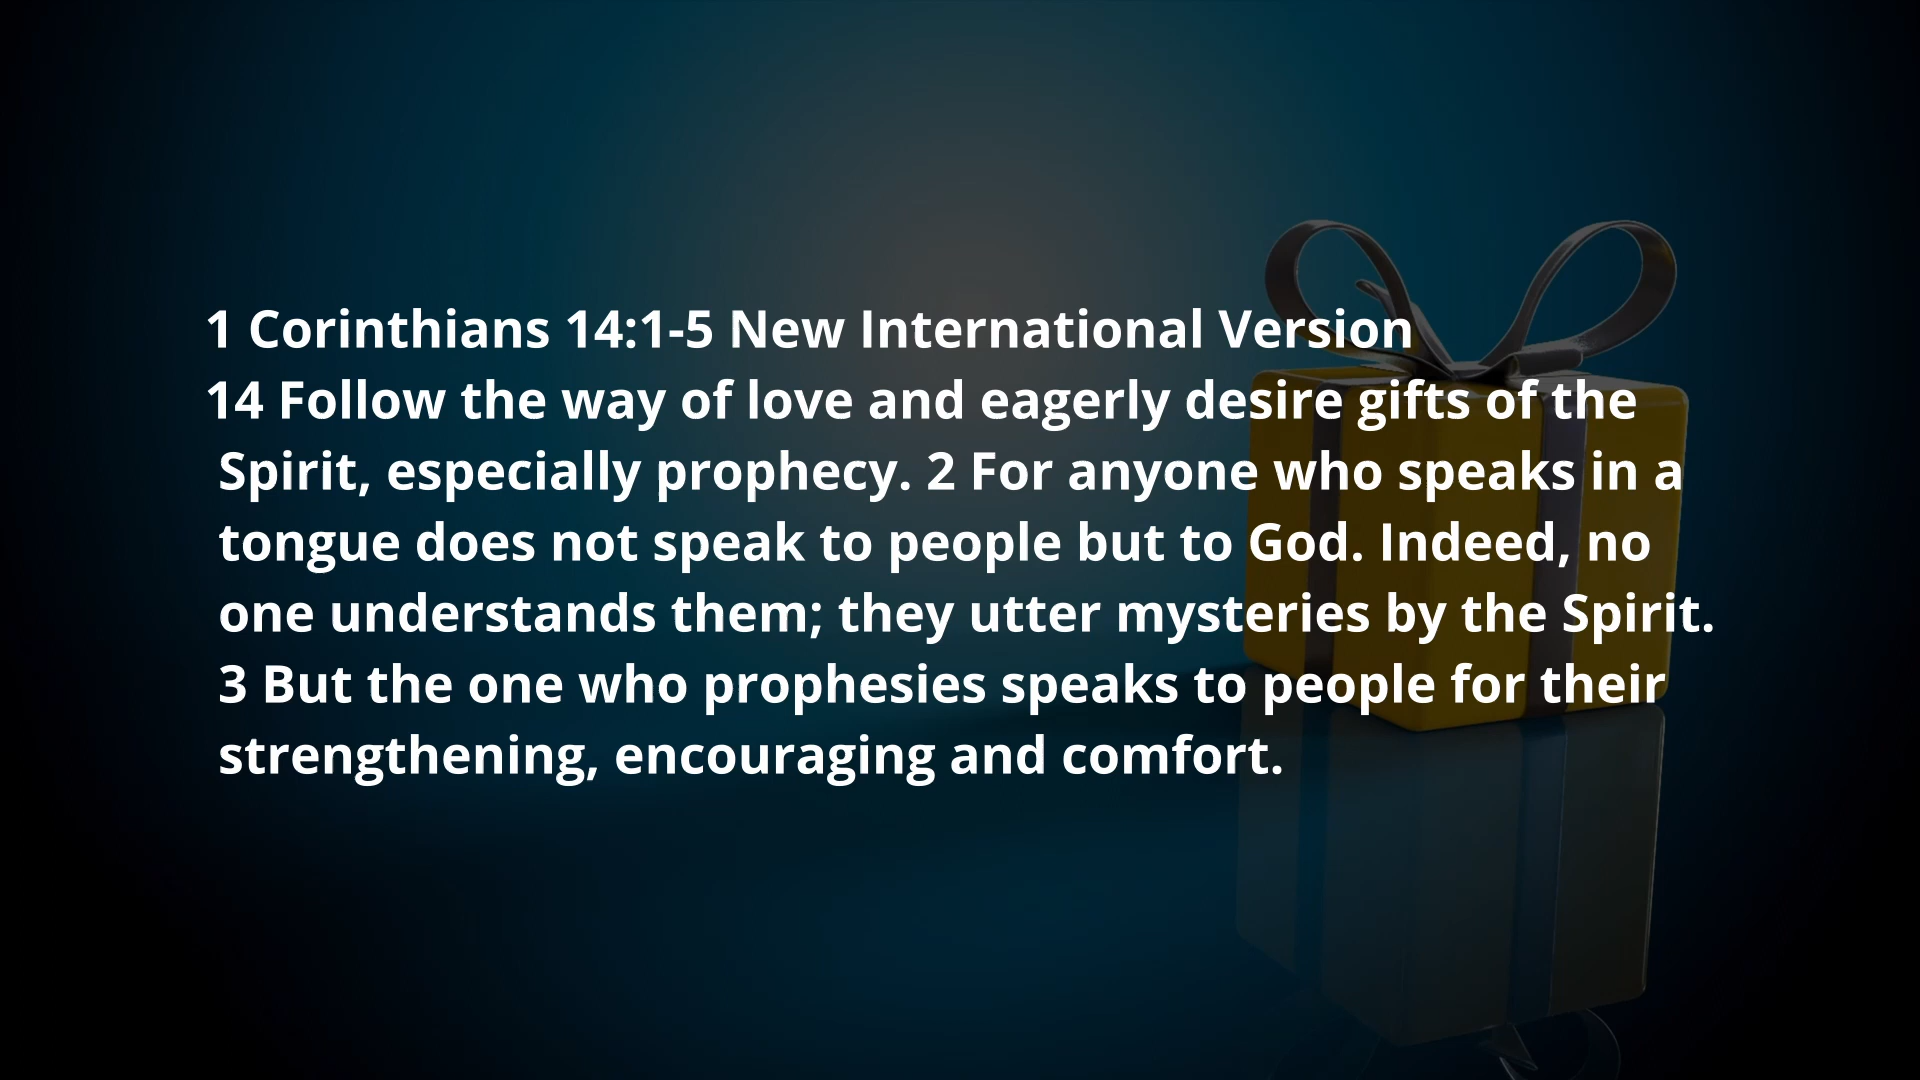 1 Corinthians 14:1-5 New International Version
14 Follow the way of love and eagerly desire gifts of the
Spirit, especially prophecy. 2 For anyone who speaks in a
tongue does not speak to people but to God. Indeed, no
one understands them; they utter mysteries by the Spirit.
3 But the one who prophesies speaks to people for their
strengthening, encouraging and comfort.